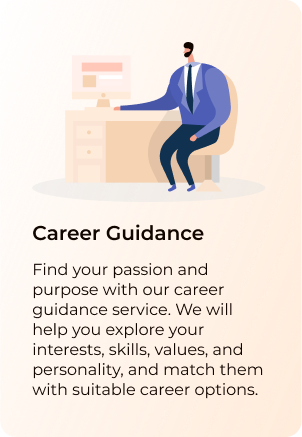 Career Guidance
Find your passion and
purpose with our career
guidance service. We will
help you explore your
interests, skills, values, and
personality, and match them
with suitable career options.